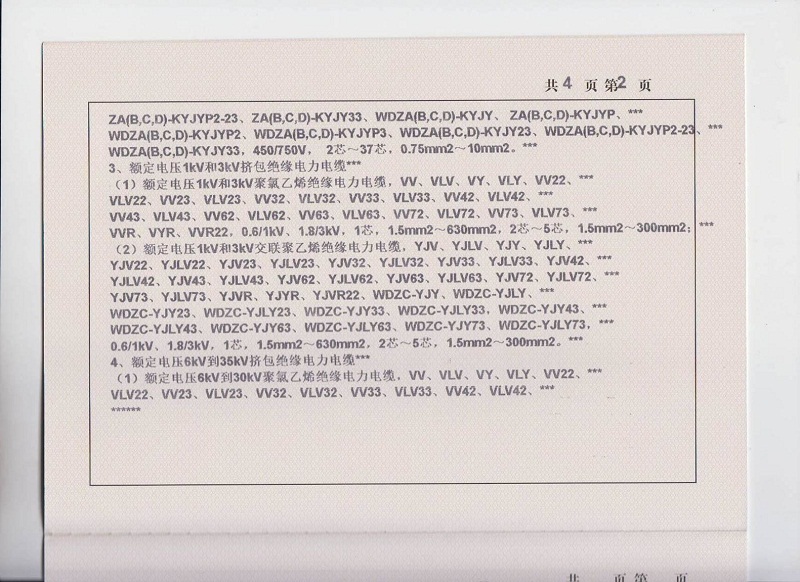 共4 页 第2 页
ZA(B,C,D)-KYJYP2-23、ZA(B,C,D)-KYJY33、WDZA(B,C,D)-KYJY、ZA(B,C,D)-KYJYP、***
WDZA(B,C,D)-KYJYP2、WDZA(B,C,D)-KYJYP3、WDZA(B,C,D)-KYJY23、WDZA(B,C,D)-KYJYP2-23、***
WDZA(B,C,D)-KYJY33，450/750V， 2芯～37芯，0.75mm2～10mm2。***
3、额定电压1kV和3kV挤包绝缘电力电缆***
（1）额定电压1kV和3kV聚氯乙烯绝缘电力电缆，VV、VLV、VY、VLY、VV22、***
VLV22、VV23、VLV23、VV32、VLV32、VV33、VLV33、VV42、VLV42、***
VV43、VLV43、VV62、VLV62、VV63、VLV63、VV72、VLV72、VV73、VLV73、***
VVR、VYR、VVR22，0.6/1kV、1.8/3kV，1芯，1.5mm2～630mm2，2芯～5芯，1.5mm2～300mm2；***
（2）额定电压1kV和3kV交联聚乙烯绝缘电力电缆，YJV、YJLV、YJY、YJLY、***
YJV22、YJLV22、YJV23、YJLV23、YJV32、YJLV32、YJV33、YJLV33、YJV42、***
YJLV42、YJV43、YJLV43、YJV62、YJLV62、YJV63、YJLV63、YJV72、YJLV72、***
YJV73、YJLV73、YJVR、YJYR、YJVR22、WDZC-YJY、WDZC-YJLY、***
WDZC-YJY23、WDZC-YJLY23、WDZC-YJY33、WDZC-YJLY33，WDZC-YJY43、***
WDZC-YJLY43、WDZC-YJY63、WDZC-YJLY63、WDZC-YJY73、WDZC-YJLY73，***
0.6/1kV、1.8/3kV，1芯，1.5mm2～630mm2，2芯～5芯，1.5mm2～300mm2。***
4、额定电压6kV到35kV挤包绝缘电力电缆***
（1）额定电压6kV到30kV聚氯乙烯绝缘电力电缆，VV、VLV、VY、VLY、VV22、***
VLV22、VV23、VLV23、VV32、VLV32、VV33、VLV33、VV42、VLV42、***
******
共 页 第 页